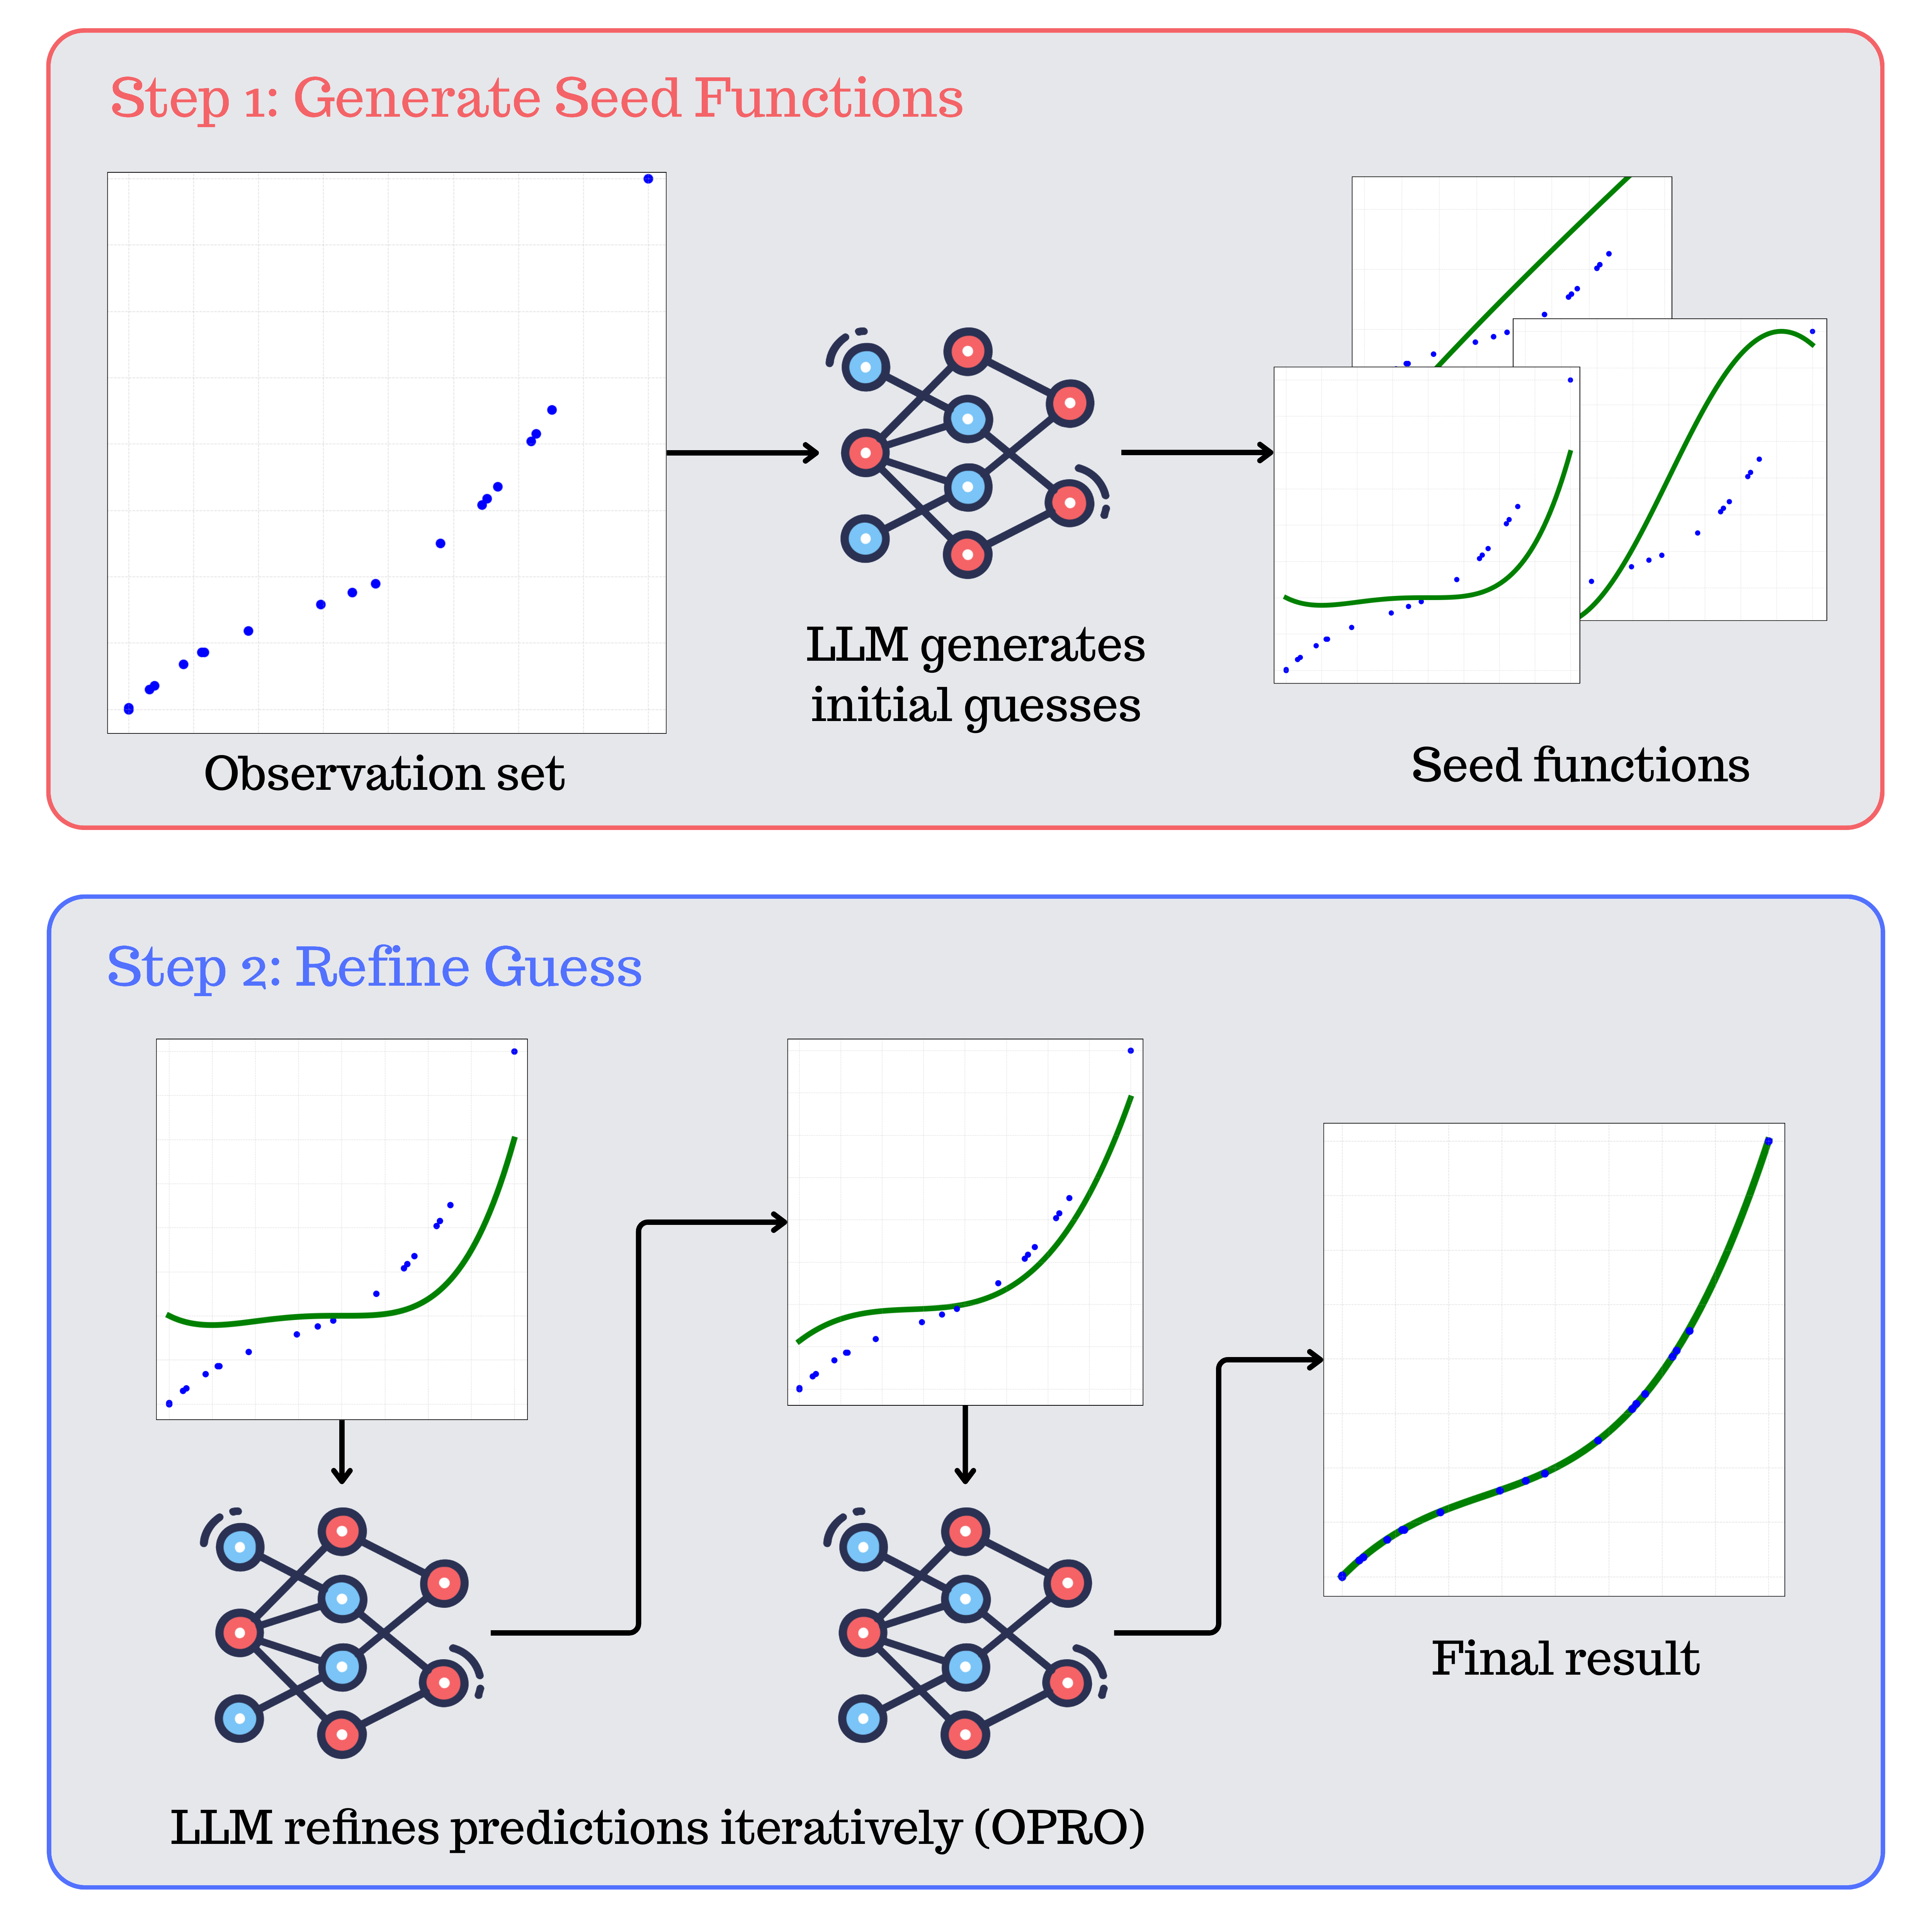 Step 1: Generate Seed Functions
LLM generates
initial guesses
Observation set
Seed functions
Step 2: Refine Guess
Final result
LLM refines predictions iteratively (OPRO)